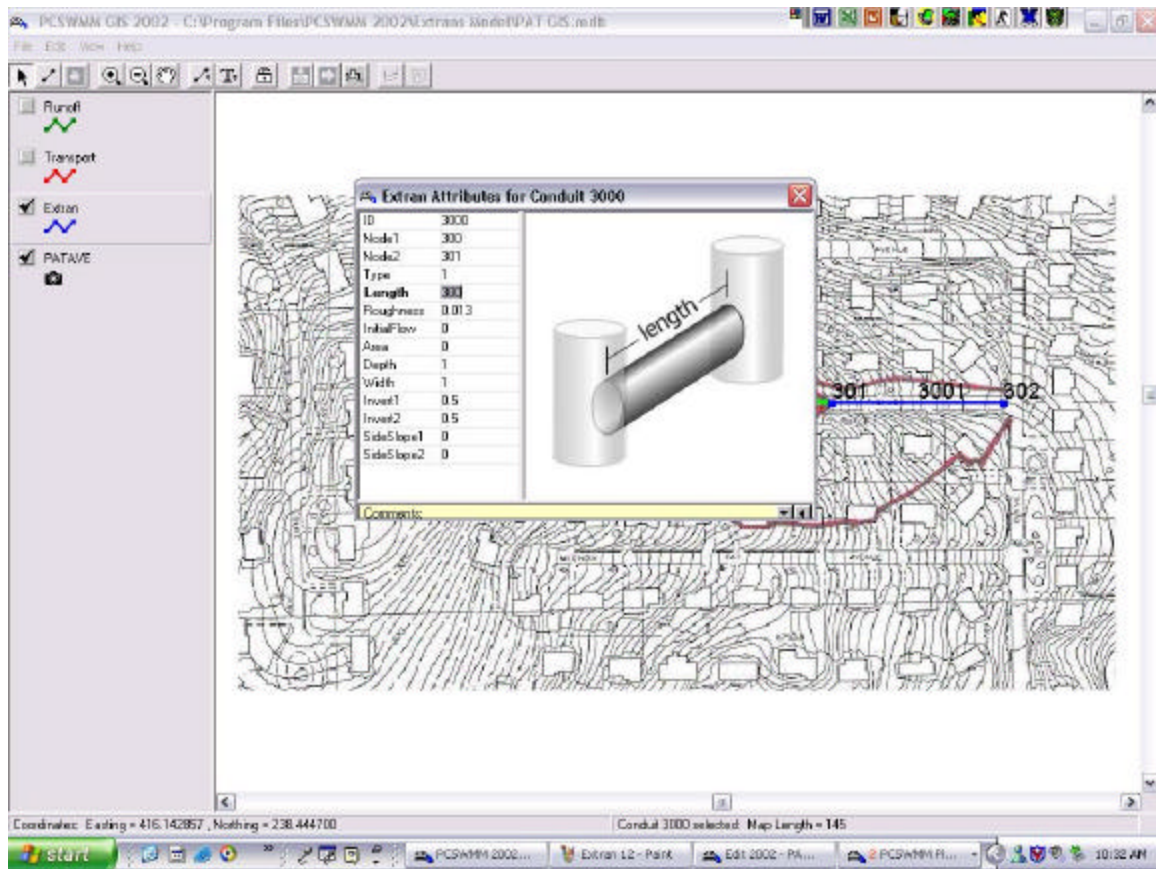 PCSWMM GIS 2002 - C:\Program Files\PCSWMM 2002\Extrans Model\PAT GIS.mdb
File Edit View Help
Runoff
Transport
Extran
PATAVE
Extran Attributes for Conduit 3000
ID 3000
Node1 300
Node2 301
Type 1
Length 300
Roughness 0.013
InitialFlow 0
Area 0
Depth 1
Width 1
Invert1 0.5
Invert2 0.5
SideSlope1 0
SideSlope2 0
Comments:
length
AVENUE
301 3001 302
AVENUE
Coordinates: Easting = 416.142857 , Northing = 238.444700
Conduit 3000 selected: Map Length = 145
start
PCSWMM 2002...
Extran 12 - Paint
Edit 2002 - PA...
2 PCSWMM Fi...
10:32 AM